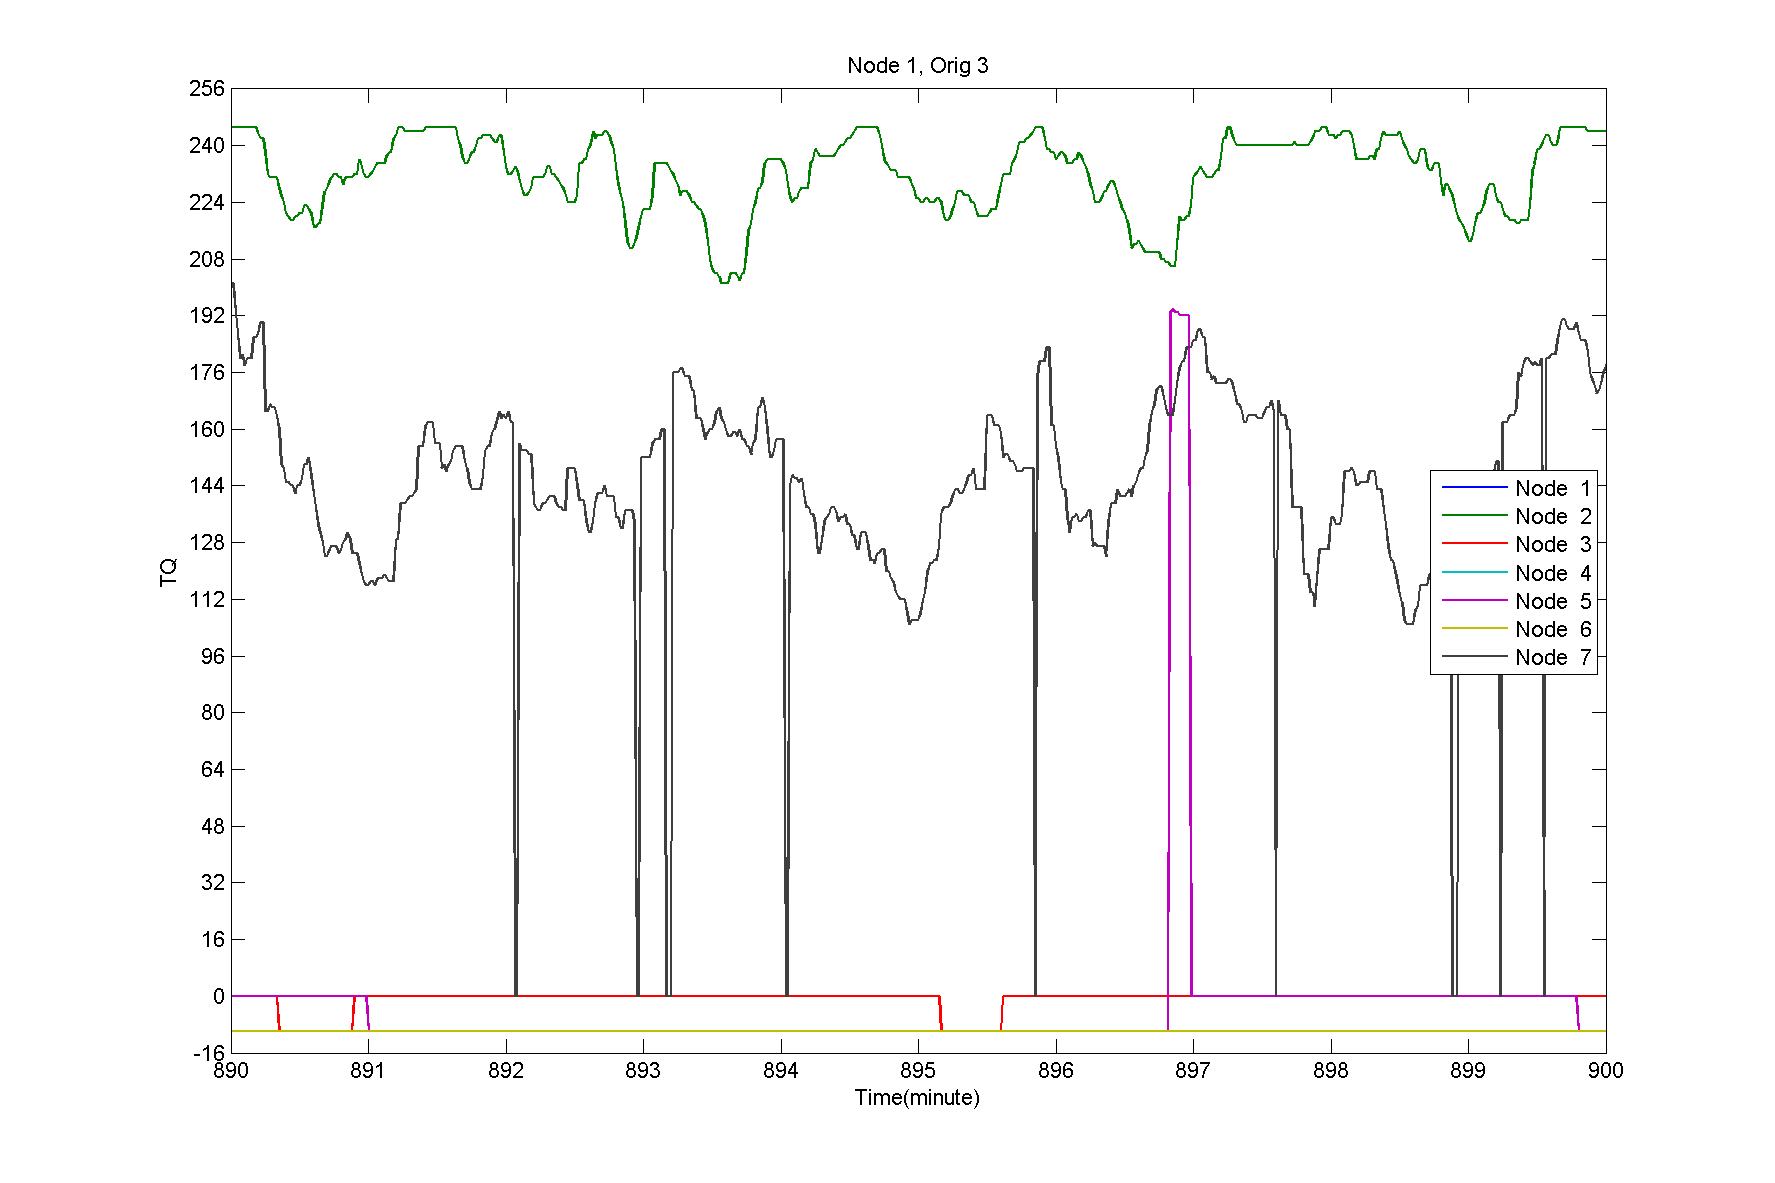 Node 1, Orig 3
256
240
224
208
192
176
160
144
128
112
96
80
64
48
32
16
0
-16
TQ
Node 1
Node 2
Node 3
Node 4
Node 5
Node 6
Node 7
890 891 892 893 894 895 896 897 898 899 900
Time(minute)